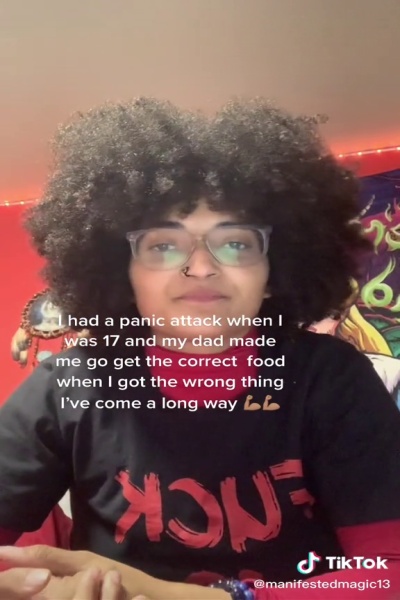 I had a panic attack when I
was 17 and my dad made
me go get the correct food
when I got the wrong thing
I've come a long way 💪🏽💪🏽
FUCK
TikTok
@manifestedmagic13